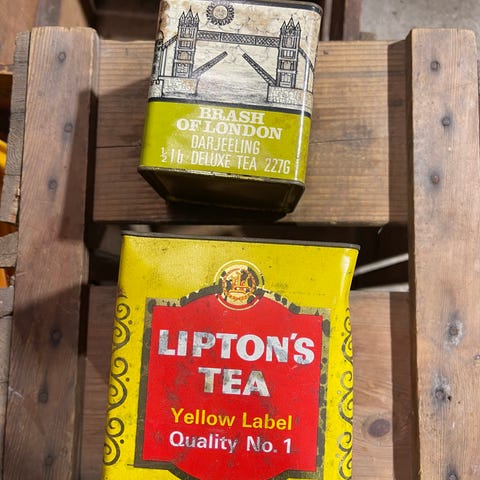 BRASH
OF LONDON
DARJEELING
½ lb DELUXE TEA 227G
LIPTON'S
TEA
Yellow Label
Quality No. 1